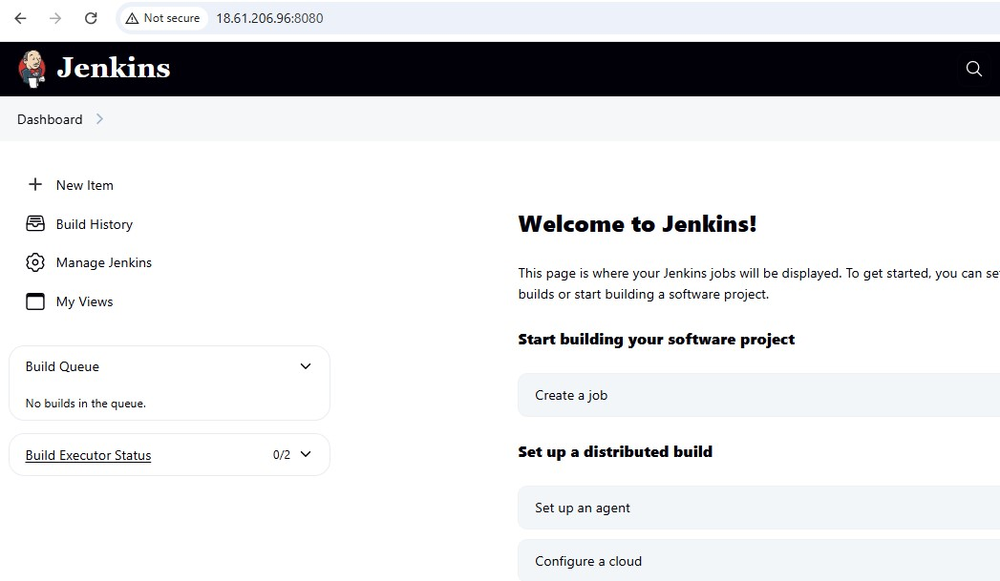 Not secure 18.61.206.96:8080
Jenkins
Dashboard
New Item
Build History
Manage Jenkins
My Views
Build Queue
No builds in the queue.
Build Executor Status 0/2
Welcome to Jenkins!
This page is where your Jenkins jobs will be displayed. To get started, you can se
builds or start building a software project.
Start building your software project
Create a job
Set up a distributed build
Set up an agent
Configure a cloud